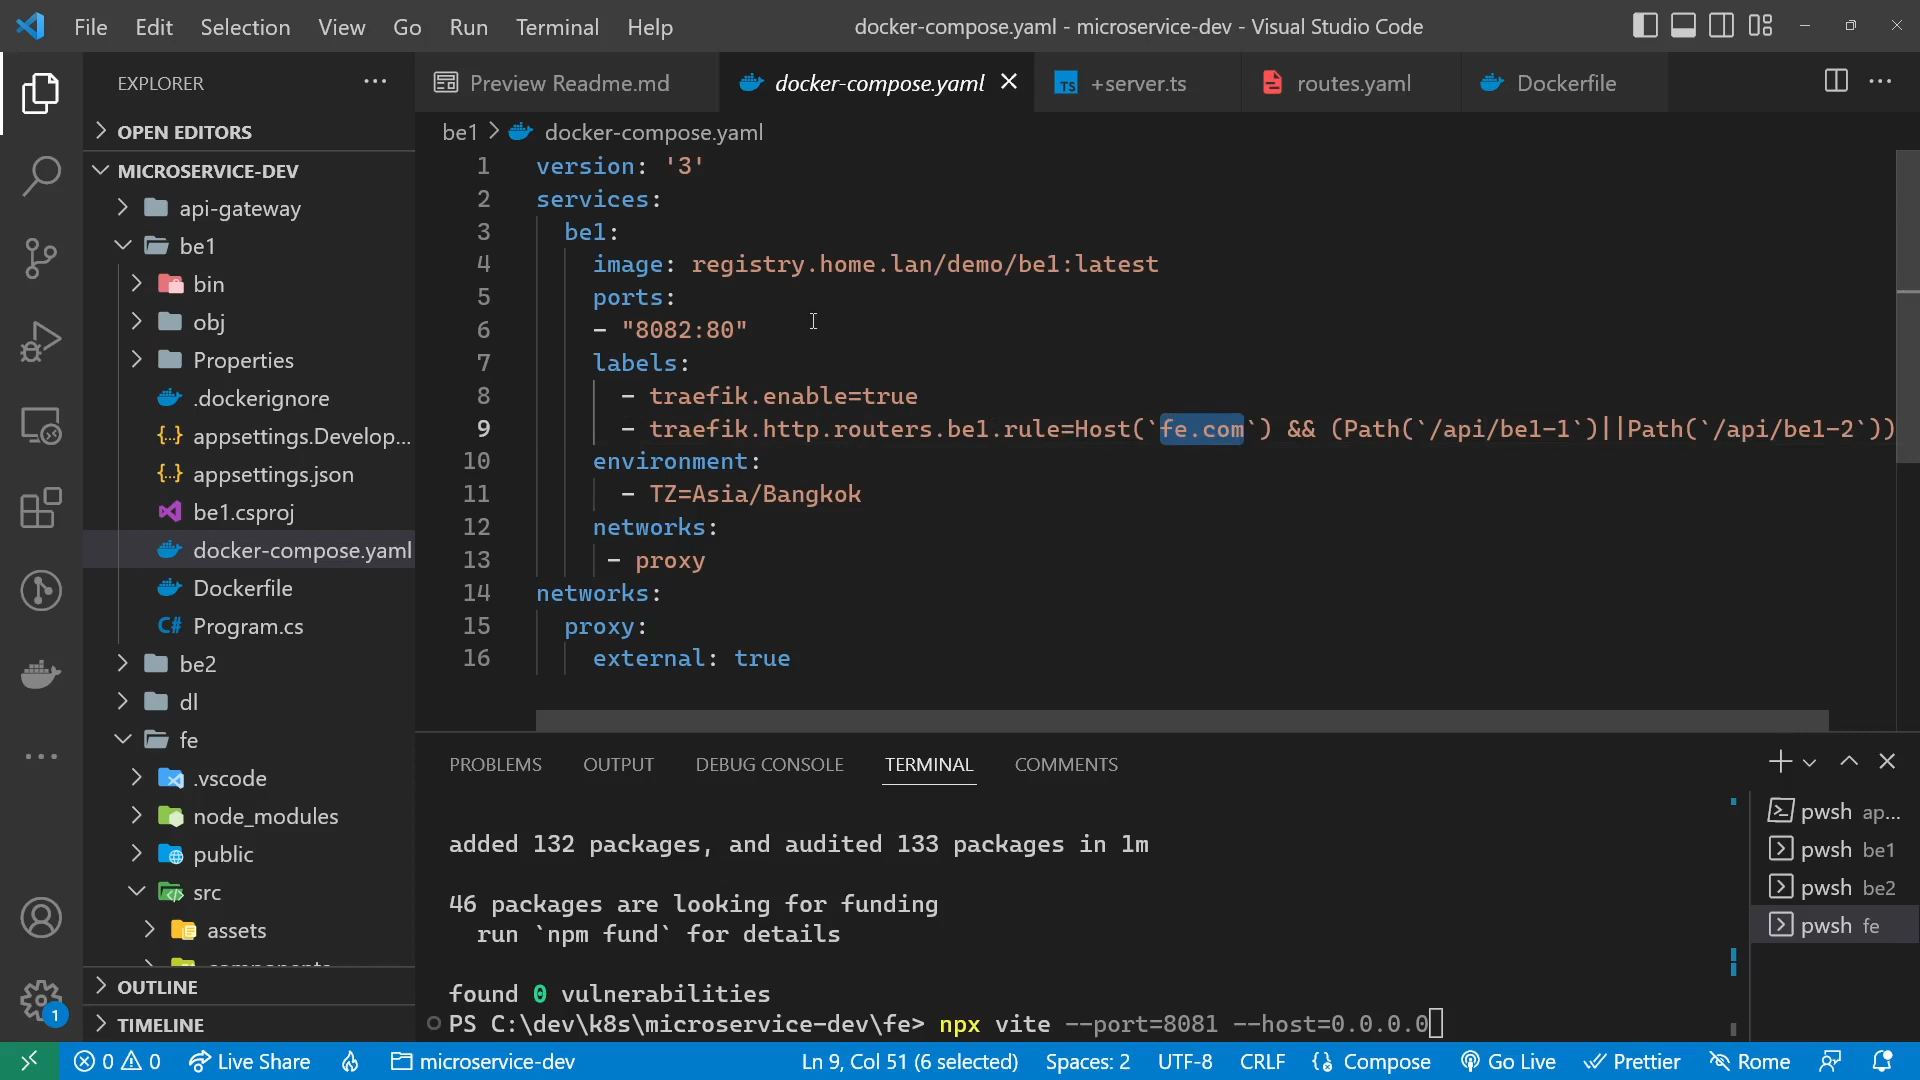 File Edit Selection View Go Run Terminal Help docker-compose.yaml - microservice-dev - Visual Studio Code
EXPLORER
OPEN EDITORS
MICROSERVICE-DEV
api-gateway
be1
bin
obj
Properties
.dockerignore
appsettings.Develop...
appsettings.json
be1.csproj
docker-compose.yaml
Dockerfile
Program.cs
be2
dl
fe
.vscode
node_modules
public
src
assets
OUTLINE
TIMELINE
Preview Readme.md docker-compose.yaml TS +server.ts routes.yaml Dockerfile
be1 > docker-compose.yaml
1 version: '3'
2 services:
3 be1:
4 image: registry.home.lan/demo/be1:latest
5 ports:
6 - "8082:80"
7 labels:
8 - traefik.enable=true
9 - traefik.http.routers.be1.rule=Host(`fe.com`) && (Path(`/api/be1-1`)||Path(`/api/be1-2`))
10 environment:
11 - TZ=Asia/Bangkok
12 networks:
13 - proxy
14 networks:
15 proxy:
16 external: true
PROBLEMS OUTPUT DEBUG CONSOLE TERMINAL COMMENTS
added 132 packages, and audited 133 packages in 1m
46 packages are looking for funding
run `npm fund` for details
found 0 vulnerabilities
PS C:\dev\k8s\microservice-dev\fe> npx vite --port=8081 --host=0.0.0.0
pwsh ap...
pwsh be1
pwsh be2
pwsh fe
1
0 0 Live Share microservice-dev Ln 9, Col 51 (6 selected) Spaces: 2 UTF-8 CRLF Compose Go Live Prettier Rome